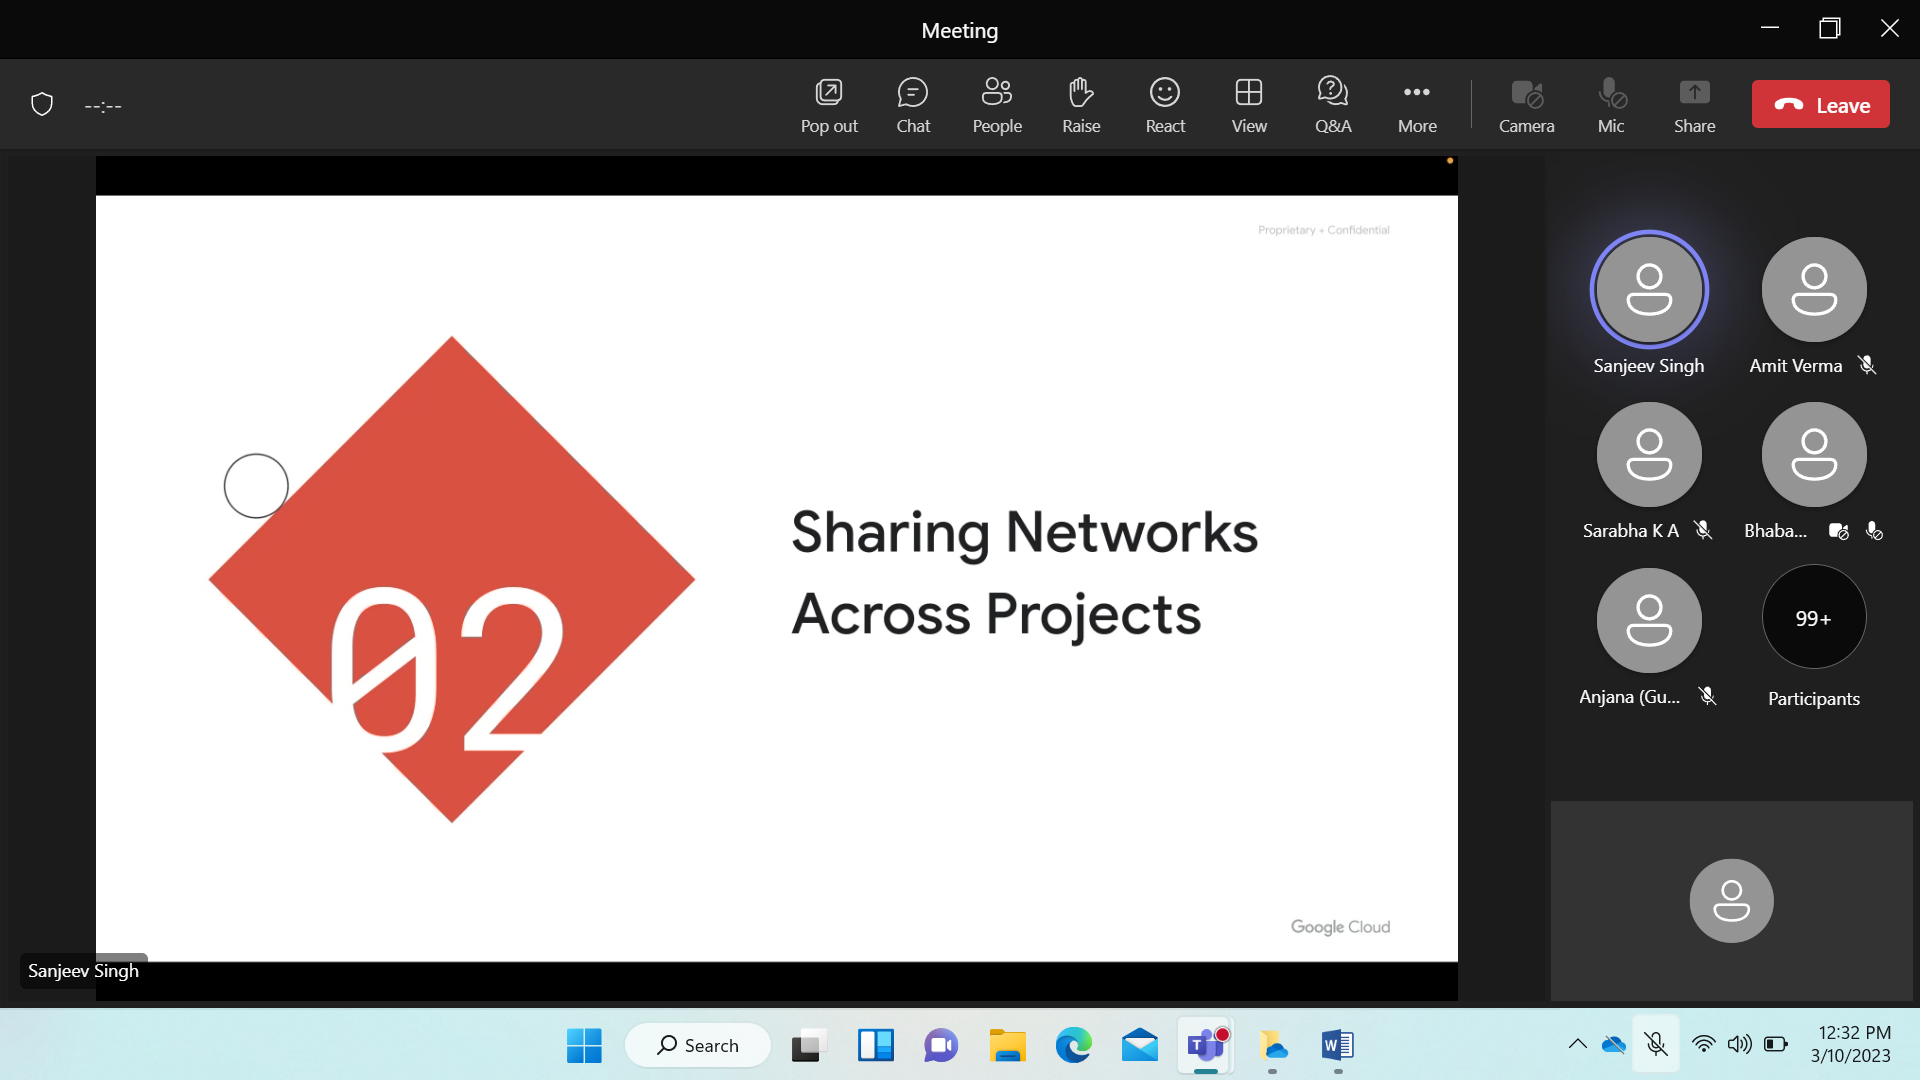 Meeting
--:--
Pop out
Chat
People
Raise
React
View
Q&A
More
Camera
Mic
Share
Leave
Proprietary + Confidential
02
Sharing Networks
Across Projects
Google Cloud
Sanjeev Singh
Sanjeev Singh
Amit Verma
Sarabha K A
Bhaba...
Anjana (Gu...
99+
Participants
Search
12:32 PM
3/10/2023